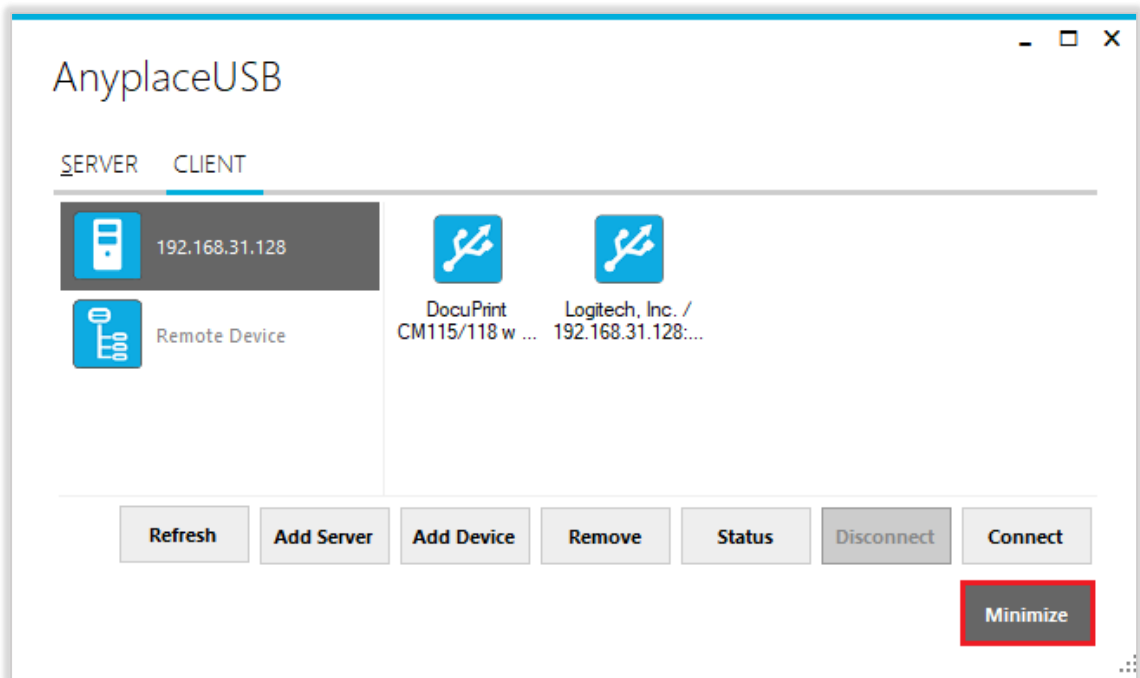 AnyplaceUSB
SERVER CLIENT
192.168.31.128
Remote Device
DocuPrint
CM115/118 w ...
Logitech, Inc. /
192.168.31.128:...
Refresh Add Server Add Device Remove Status Disconnect Connect
Minimize